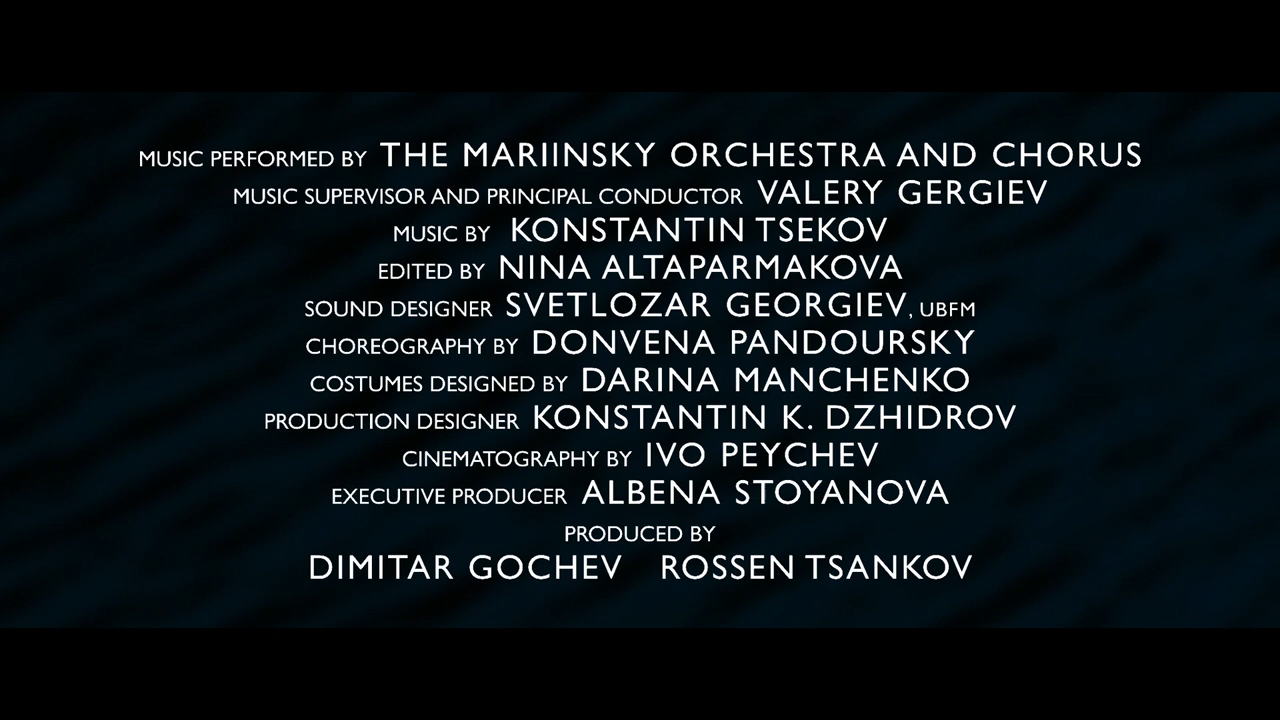 MUSIC PERFORMED BY THE MARIINSKY ORCHESTRA AND CHORUS
MUSIC SUPERVISOR AND PRINCIPAL CONDUCTOR VALERY GERGIEV
MUSIC BY KONSTANTIN TSEKOV
EDITED BY NINA ALTAPARMAKOVA
SOUND DESIGNER SVETLOZAR GEORGIEV, UBFM
CHOREOGRAPHY BY DONVENA PANDOURSKY
COSTUMES DESIGNED BY DARINA MANCHENKO
PRODUCTION DESIGNER KONSTANTIN K. DZHIDROV
CINEMATOGRAPHY BY IVO PEYCHEV
EXECUTIVE PRODUCER ALBENA STOYANOVA
PRODUCED BY
DIMITAR GOCHEV ROSSEN TSANKOV